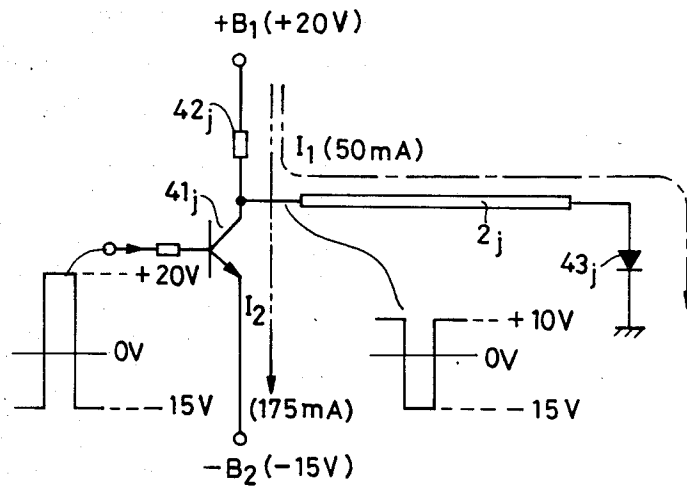 +B₁(+20V)
42j
I₁(50mA)
41j
2j
43j
+20V
I₂
+10V
0V
0V
-15V
(175mA)
-15V
-B₂(-15V)